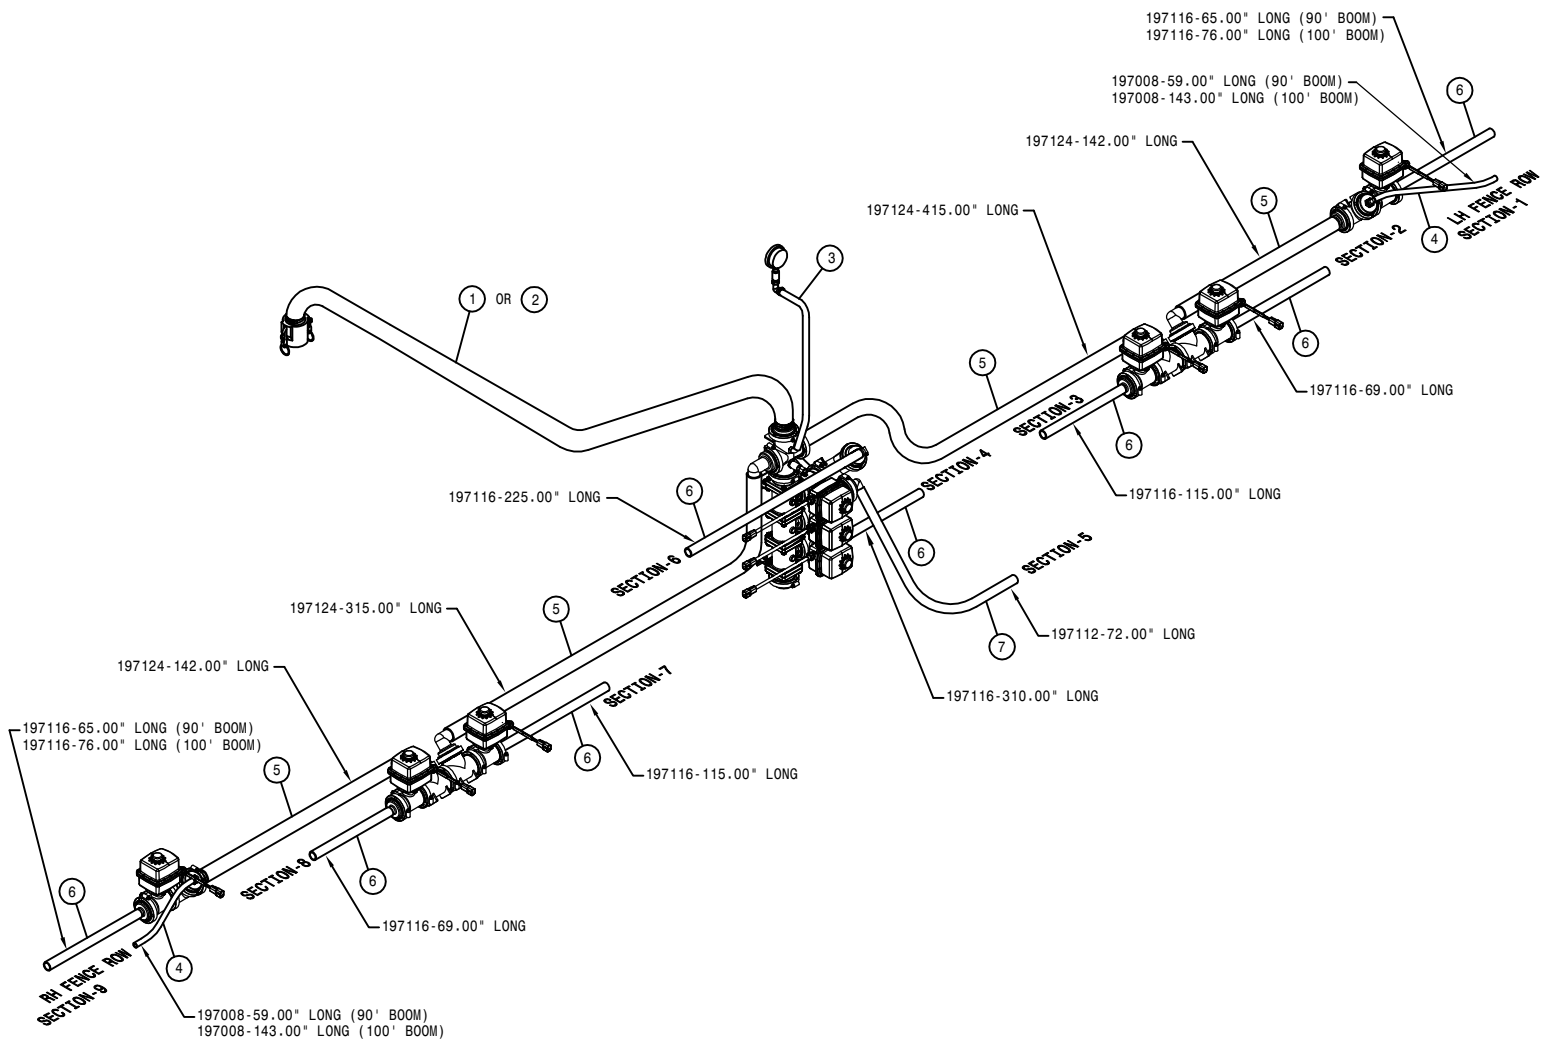 197116-65.00" LONG (90' BOOM)
197116-76.00" LONG (100' BOOM)
197008-59.00" LONG (90' BOOM)
197008-143.00" LONG (100' BOOM)
6
197124-142.00" LONG
197124-415.00" LONG
5
LH FENCE ROW
SECTION-1
4
SECTION-2
3
1 OR 2
6
5
197116-69.00" LONG
SECTION-3
6
197116-115.00" LONG
SECTION-4
197116-225.00" LONG
6
6
SECTION-6
SECTION-5
197124-315.00" LONG
5
7
197112-72.00" LONG
197124-142.00" LONG
SECTION-7
197116-310.00" LONG
197116-65.00" LONG (90' BOOM)
197116-76.00" LONG (100' BOOM)
5
6
197116-115.00" LONG
SECTION-8
6
6
197116-69.00" LONG
RH FENCE ROW
SECTION-9
4
197008-59.00" LONG (90' BOOM)
197008-143.00" LONG (100' BOOM)